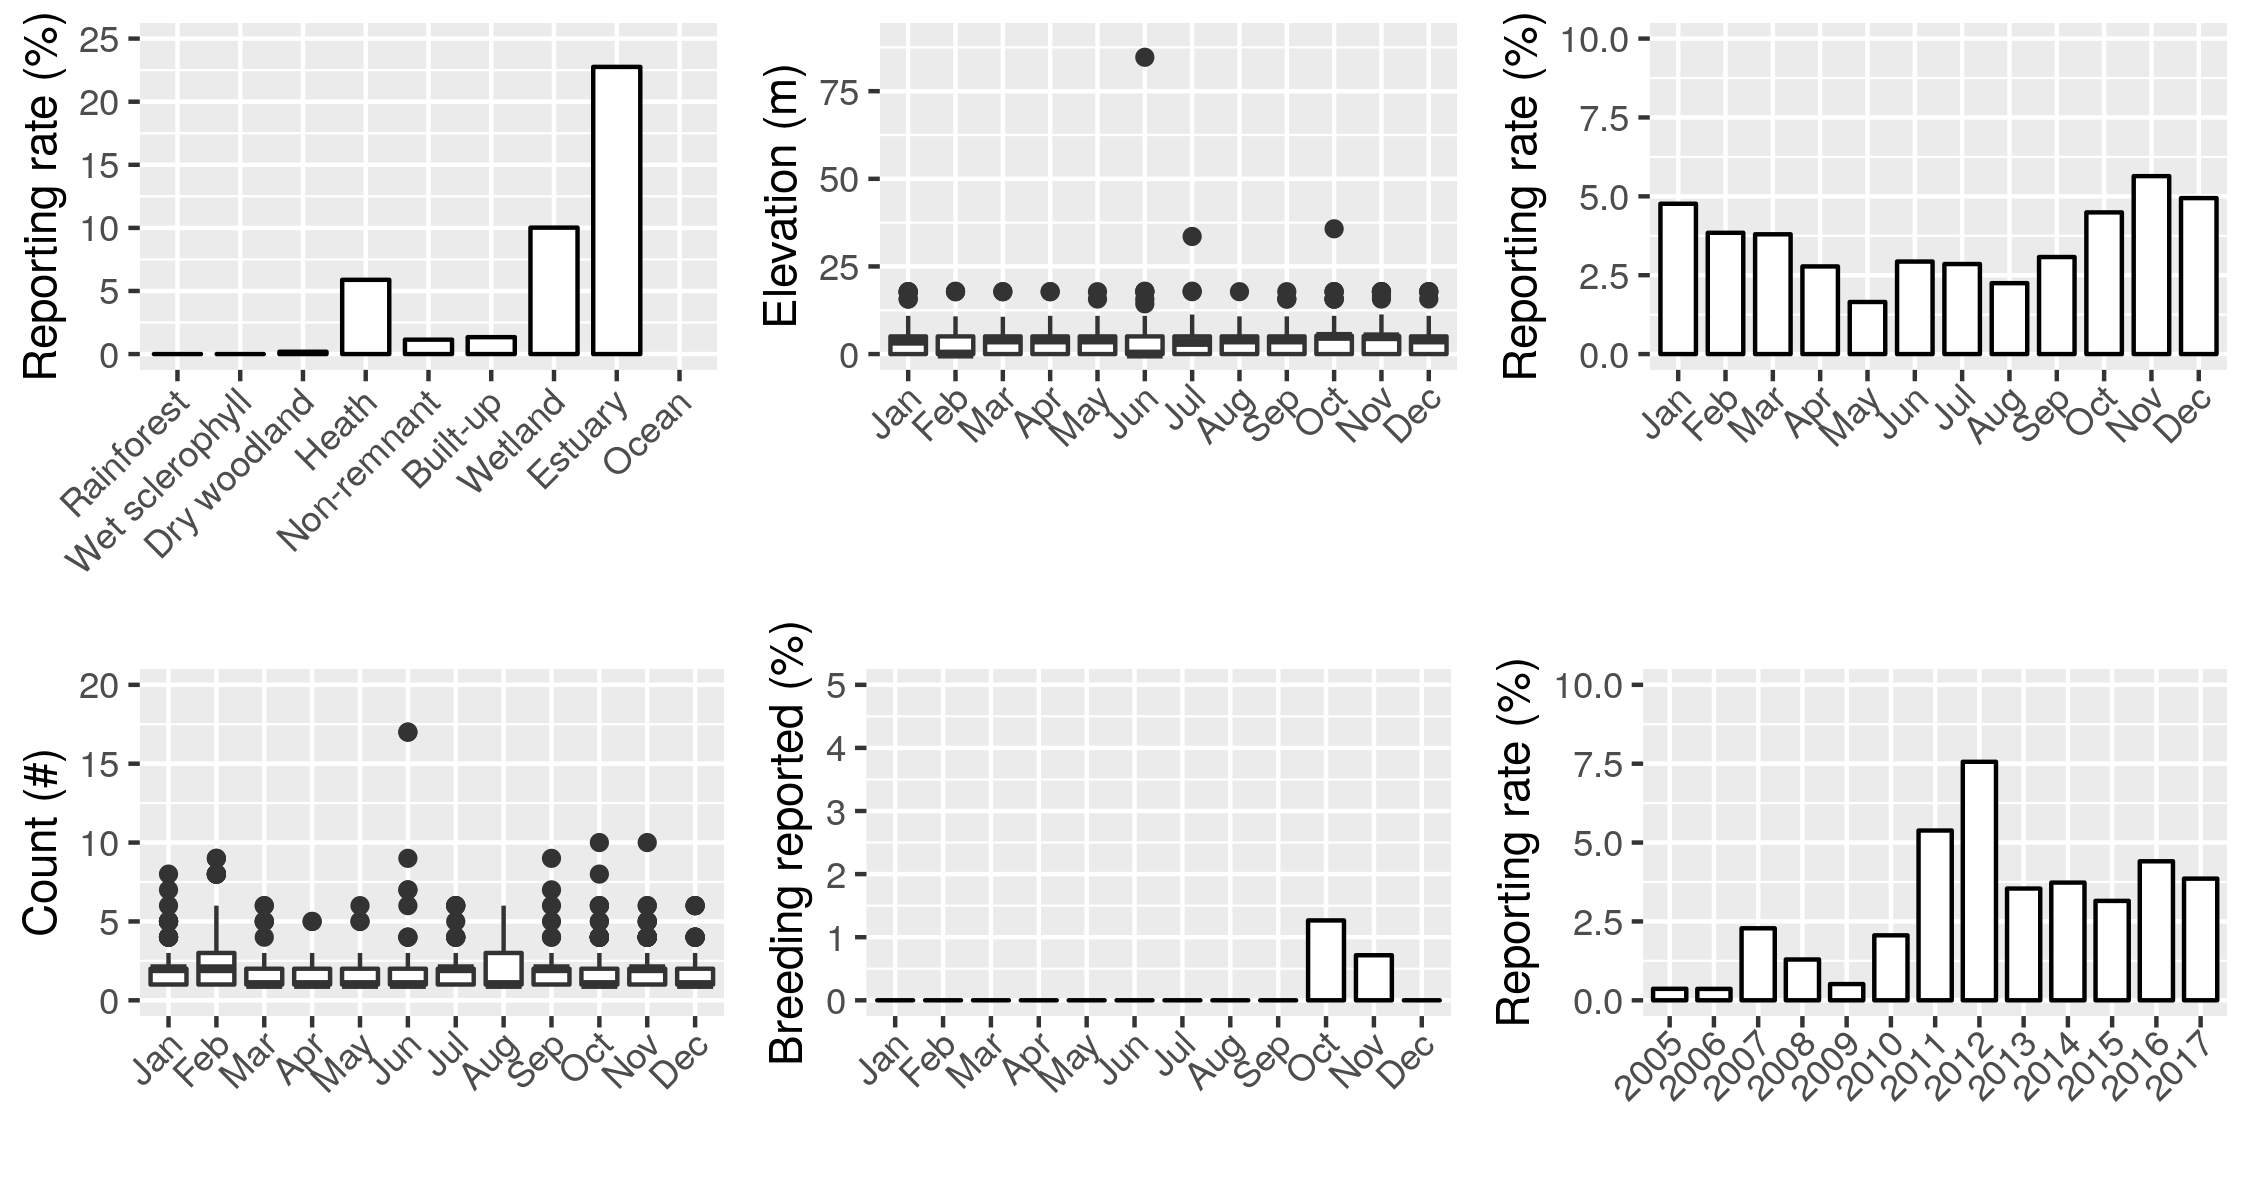 Reporting rate (%)
25
20
15
10
5
0
Rainforest
Wet sclerophyll
Dry woodland
Heath
Non-remnant
Built-up
Wetland
Estuary
Ocean
Elevation (m)
75
50
25
0
Jan
Feb
Mar
Apr
May
Jun
Jul
Aug
Sep
Oct
Nov
Dec
Reporting rate (%)
10.0
7.5
5.0
2.5
0.0
Jan
Feb
Mar
Apr
May
Jun
Jul
Aug
Sep
Oct
Nov
Dec
Count (#)
20
15
10
5
0
Jan
Feb
Mar
Apr
May
Jun
Jul
Aug
Sep
Oct
Nov
Dec
Breeding reported (%)
5
4
3
2
1
0
Jan
Feb
Mar
Apr
May
Jun
Jul
Aug
Sep
Oct
Nov
Dec
Reporting rate (%)
10.0
7.5
5.0
2.5
0.0
2005
2006
2007
2008
2009
2010
2011
2012
2013
2014
2015
2016
2017